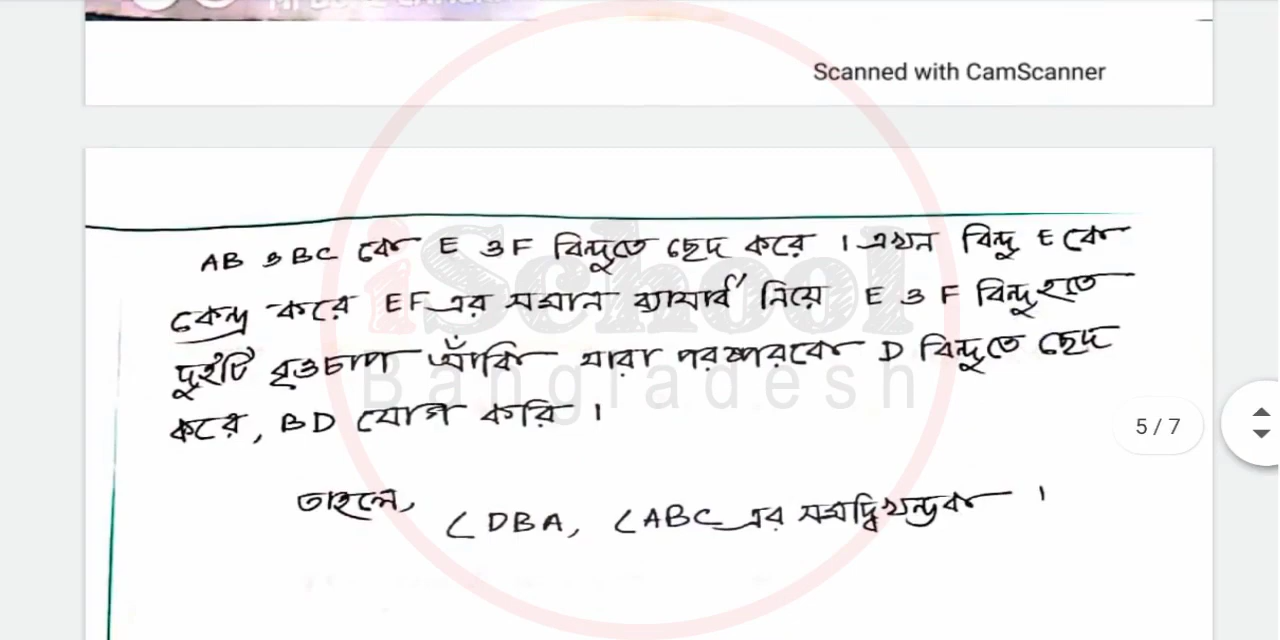 Scanned with CamScanner
AB ও BC কে E ও F বিন্দুতে ছেদ করে । এখন বিন্দু E কে
কেন্দ্র করে EF এর সমান ব্যাসার্ধ নিয়ে E ও F বিন্দু হতে
দুইটি বৃত্তচাপ আঁকি যারা পরস্পরকে D বিন্দুতে ছেদ
করে, BD যোগ করি ।
5 / 7
তাহলে, ∠DBA, ∠ABC এর সমদ্বিখন্ডক ।
iSchool
Bangladesh